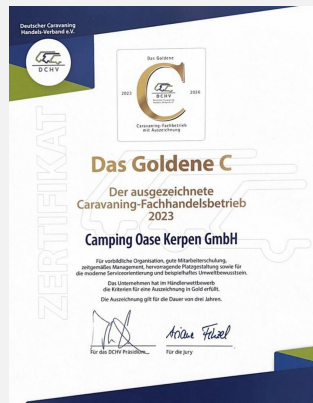 Deutscher Caravaning
Handels-Verband e.V.
DCHV
Das Goldene
C
2023
DCHV
2026
Caravaning-Fachbetrieb
mit Auszeichnung
ZERTIFIKAT
Das Goldene C
Der ausgezeichnete
Caravaning-Fachhandelsbetrieb
2023
Camping Oase Kerpen GmbH
Für vorbildliche Organisation, gute Mitarbeiterschulung,
zeitgemäßes Management, hervorragende Platzgestaltung sowie für
die moderne Serviceorientierung und beispielhaftes Umweltbewusstsein.
Das Unternehmen hat im Händlerwettbewerb
die Kriterien für eine Auszeichnung in Gold erfüllt.
Die Auszeichnung gilt für die Dauer von drei Jahren.
Für das DCHV Präsidium
Für die Jury